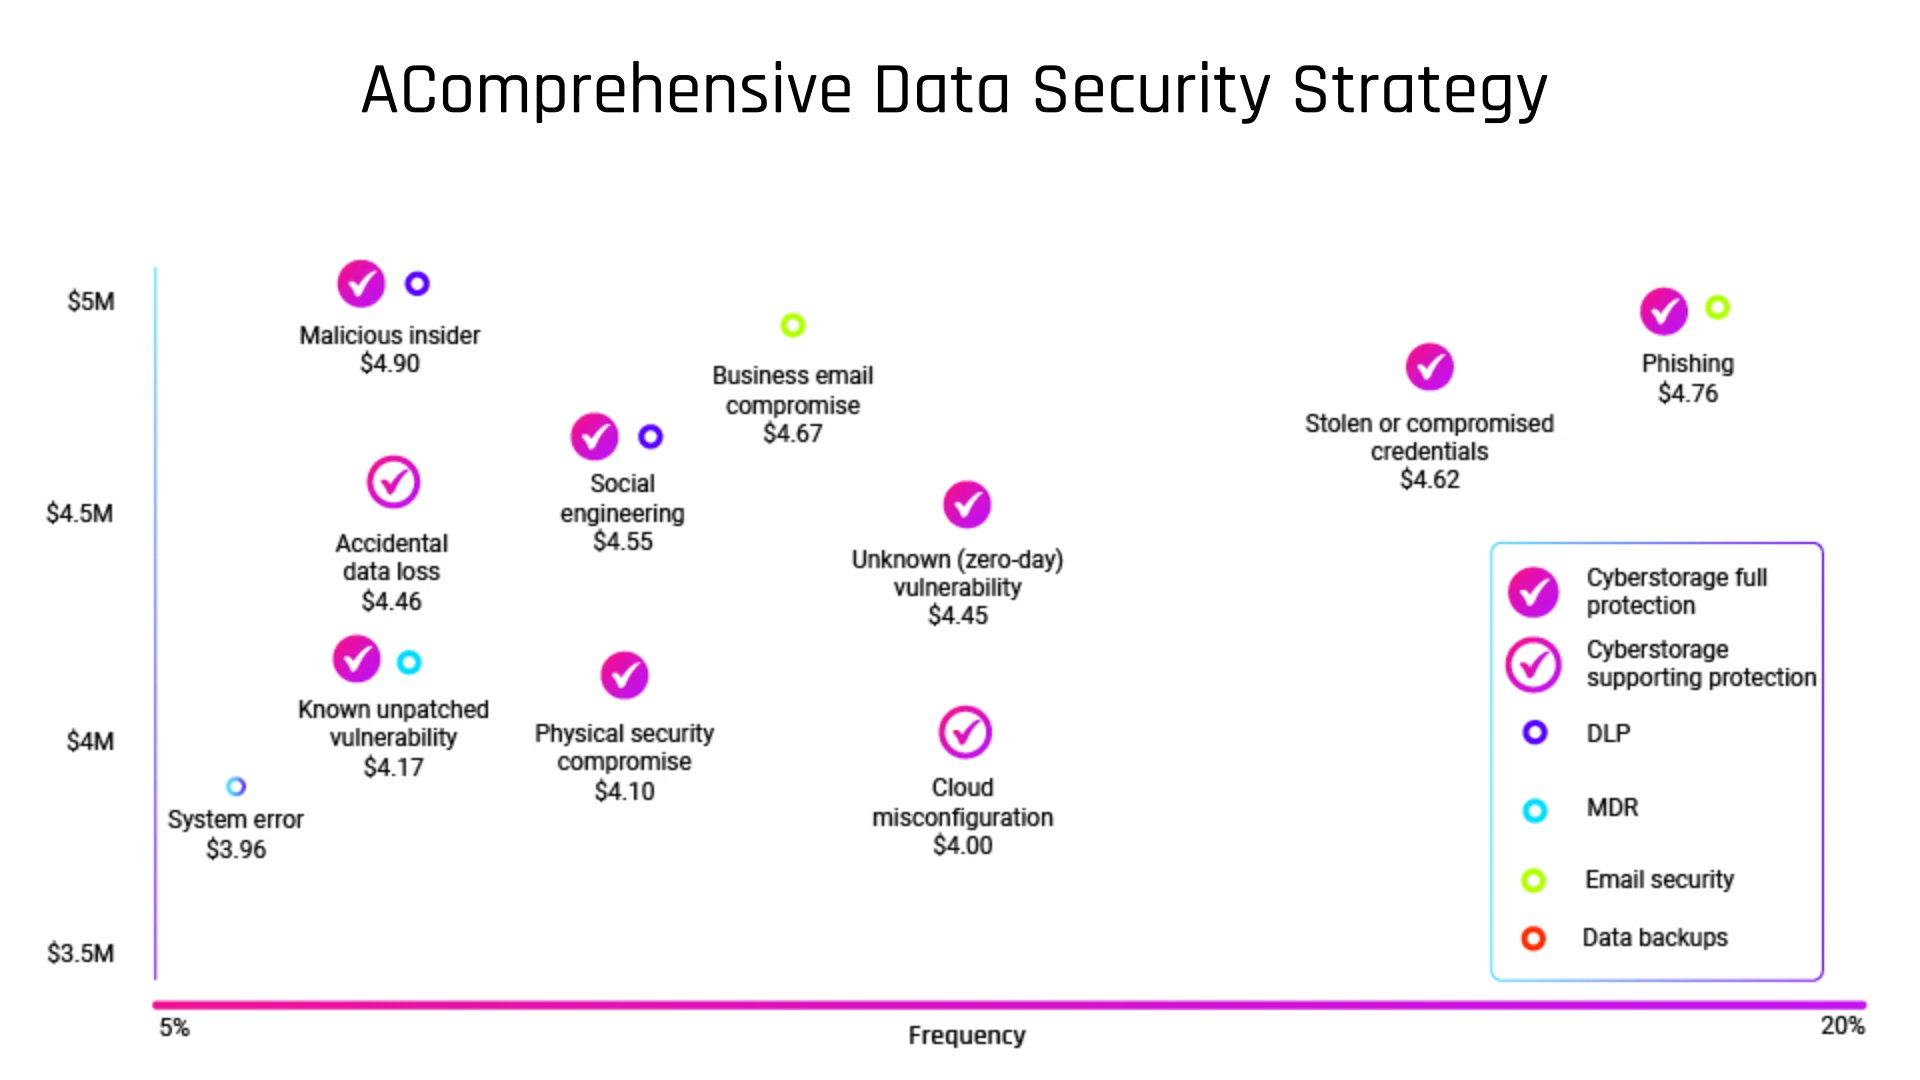 AComprehensive Data Security Strategy
$5M
$4.5M
$4M
$3.5M
Malicious insider
$4.90
Business email
compromise
$4.67
Phishing
$4.76
Stolen or compromised
credentials
$4.62
Social
engineering
$4.55
Accidental
data loss
$4.46
Unknown (zero-day)
vulnerability
$4.45
Known unpatched
vulnerability
$4.17
Physical security
compromise
$4.10
Cloud
misconfiguration
$4.00
System error
$3.96
Cyberstorage full
protection
Cyberstorage
supporting protection
DLP
MDR
Email security
Data backups
5%
Frequency
20%